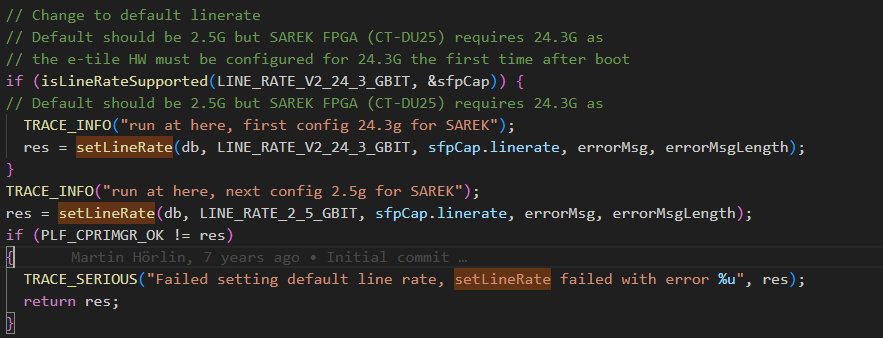 // Change to default linerate
// Default should be 2.5G but SAREK FPGA (CT-DU25) requires 24.3G as
// the e-tile HW must be configured for 24.3G the first time after boot
if (isLineRateSupported(LINE_RATE_V2_24_3_GBIT, &sfpCap)) {
// Default should be 2.5G but SAREK FPGA (CT-DU25) requires 24.3G as
TRACE_INFO("run at here, first config 24.3g for SAREK");
res = setLineRate(db, LINE_RATE_V2_24_3_GBIT, sfpCap.linerate, errorMsg, errorMsgLength);
}
TRACE_INFO("run at here, next config 2.5g for SAREK");
res = setLineRate(db, LINE_RATE_2_5_GBIT, sfpCap.linerate, errorMsg, errorMsgLength);
if (PLF_CPRIMGR_OK != res)
{ Martin Hörlin, 7 years ago • Initial commit …
TRACE_SERIOUS("Failed setting default line rate, setLineRate failed with error %u", res);
return res;
}